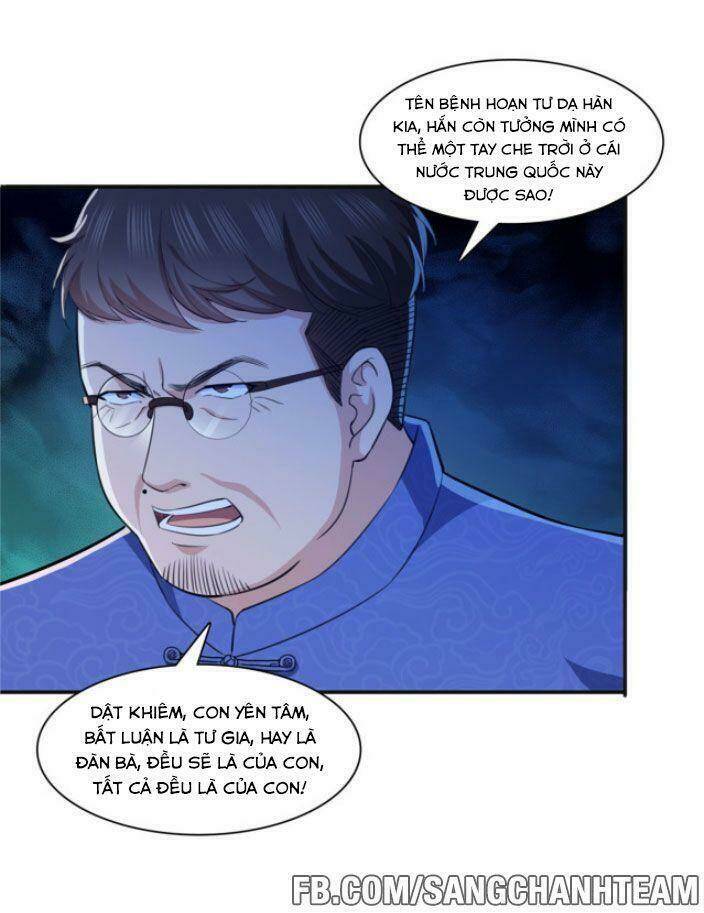 TÊN BỆNH HOẠN TƯ DẠ HÀN
KIA, HẮN CÒN TƯỞNG MÌNH CÓ
THỂ MỘT TAY CHE TRỜI Ở CÁI
NƯỚC TRUNG QUỐC NÀY
ĐƯỢC SAO!
DẬT KHIÊM, CON YÊN TÂM,
BẤT LUẬN LÀ TƯ GIA, HAY LÀ
ĐÀN BÀ, ĐỀU SẼ LÀ CỦA CON,
TẤT CẢ ĐỀU LÀ CỦA CON!
FB.COM/SANGCHANHTEAM